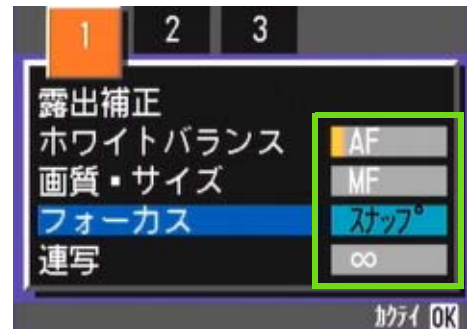 1 2 3
露出補正
ホワイトバランス AF
画質・サイズ MF
フォーカス スナップ
連写 ∞
カクテイ OK